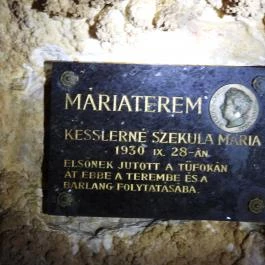 MÁRIATEREM
KESSLERNÉ SZEKULA MÁRIA
1930 IX. 28-ÁN
ELSŐNEK JUTOTT A TŰFOKÁN
ÁT EBBE A TEREMBE ÉS A
BARLANG FOLYTATÁSÁBA.